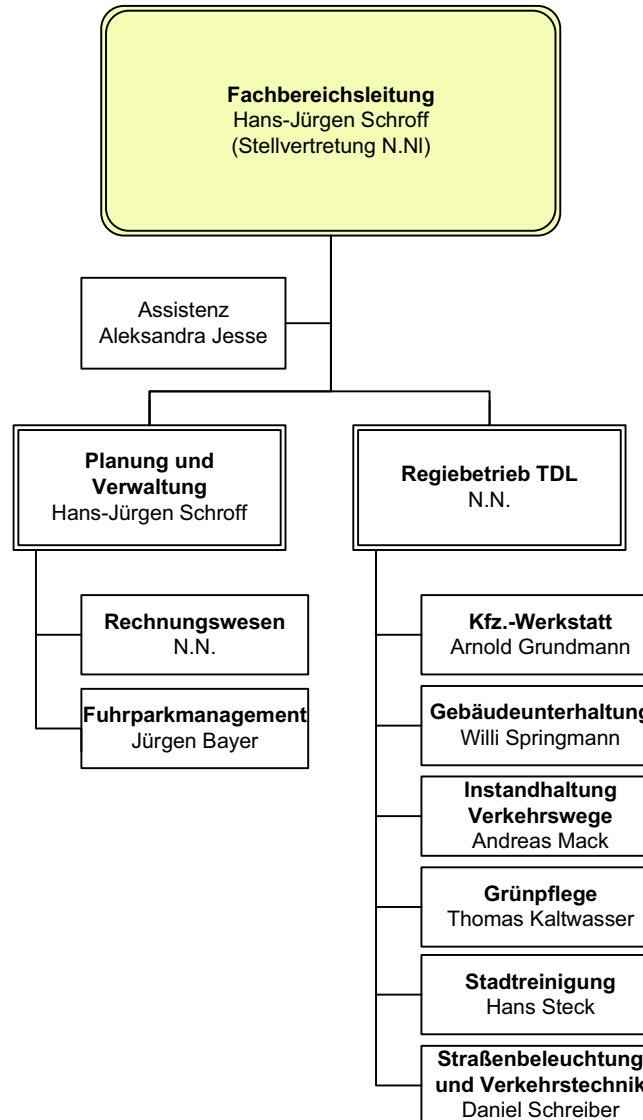 Fachbereichsleitung
Hans-Jürgen Schroff
(Stellvertretung N.Nl)
Assistenz
Aleksandra Jesse
Planung und
Verwaltung
Hans-Jürgen Schroff
Rechnungswesen
N.N.
Fuhrparkmanagement
Jürgen Bayer
Regiebetrieb TDL
N.N.
Kfz.-Werkstatt
Arnold Grundmann
Gebäudeunterhaltung
Willi Springmann
Instandhaltung
Verkehrswege
Andreas Mack
Grünpflege
Thomas Kaltwasser
Stadtreinigung
Hans Steck
Straßenbeleuchtung
und Verkehrstechnik
Daniel Schreiber